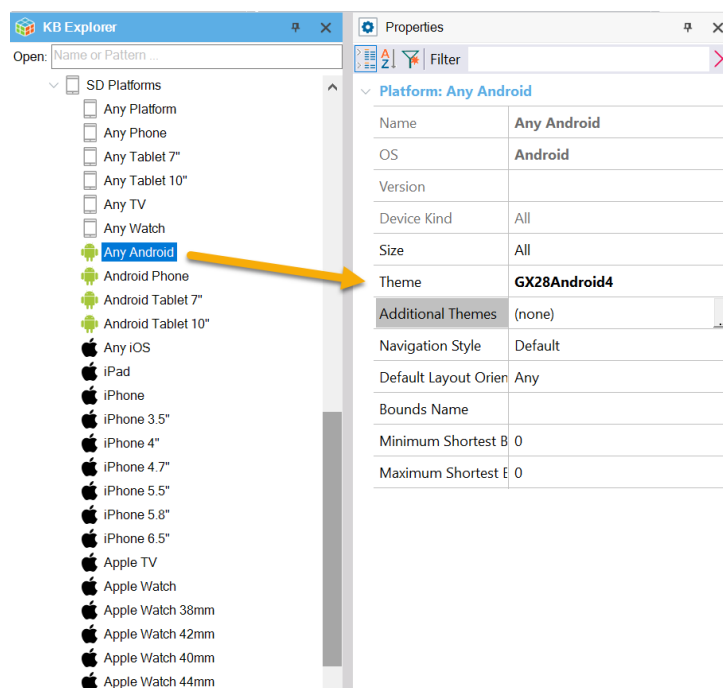 KB Explorer
Open: Name or Pattern ...
SD Platforms
Any Platform
Any Phone
Any Tablet 7"
Any Tablet 10"
Any TV
Any Watch
Any Android
Android Phone
Android Tablet 7"
Android Tablet 10"
Any iOS
iPad
iPhone
iPhone 3.5"
iPhone 4"
iPhone 4.7"
iPhone 5.5"
iPhone 5.8"
iPhone 6.5"
Apple TV
Apple Watch
Apple Watch 38mm
Apple Watch 42mm
Apple Watch 40mm
Apple Watch 44mm
Properties
Filter
Platform: Any Android
Name Any Android
OS Android
Version
Device Kind All
Size All
Theme GX28Android4
Additional Themes (none)
Navigation Style Default
Default Layout Orien Any
Bounds Name
Minimum Shortest B 0
Maximum Shortest B 0